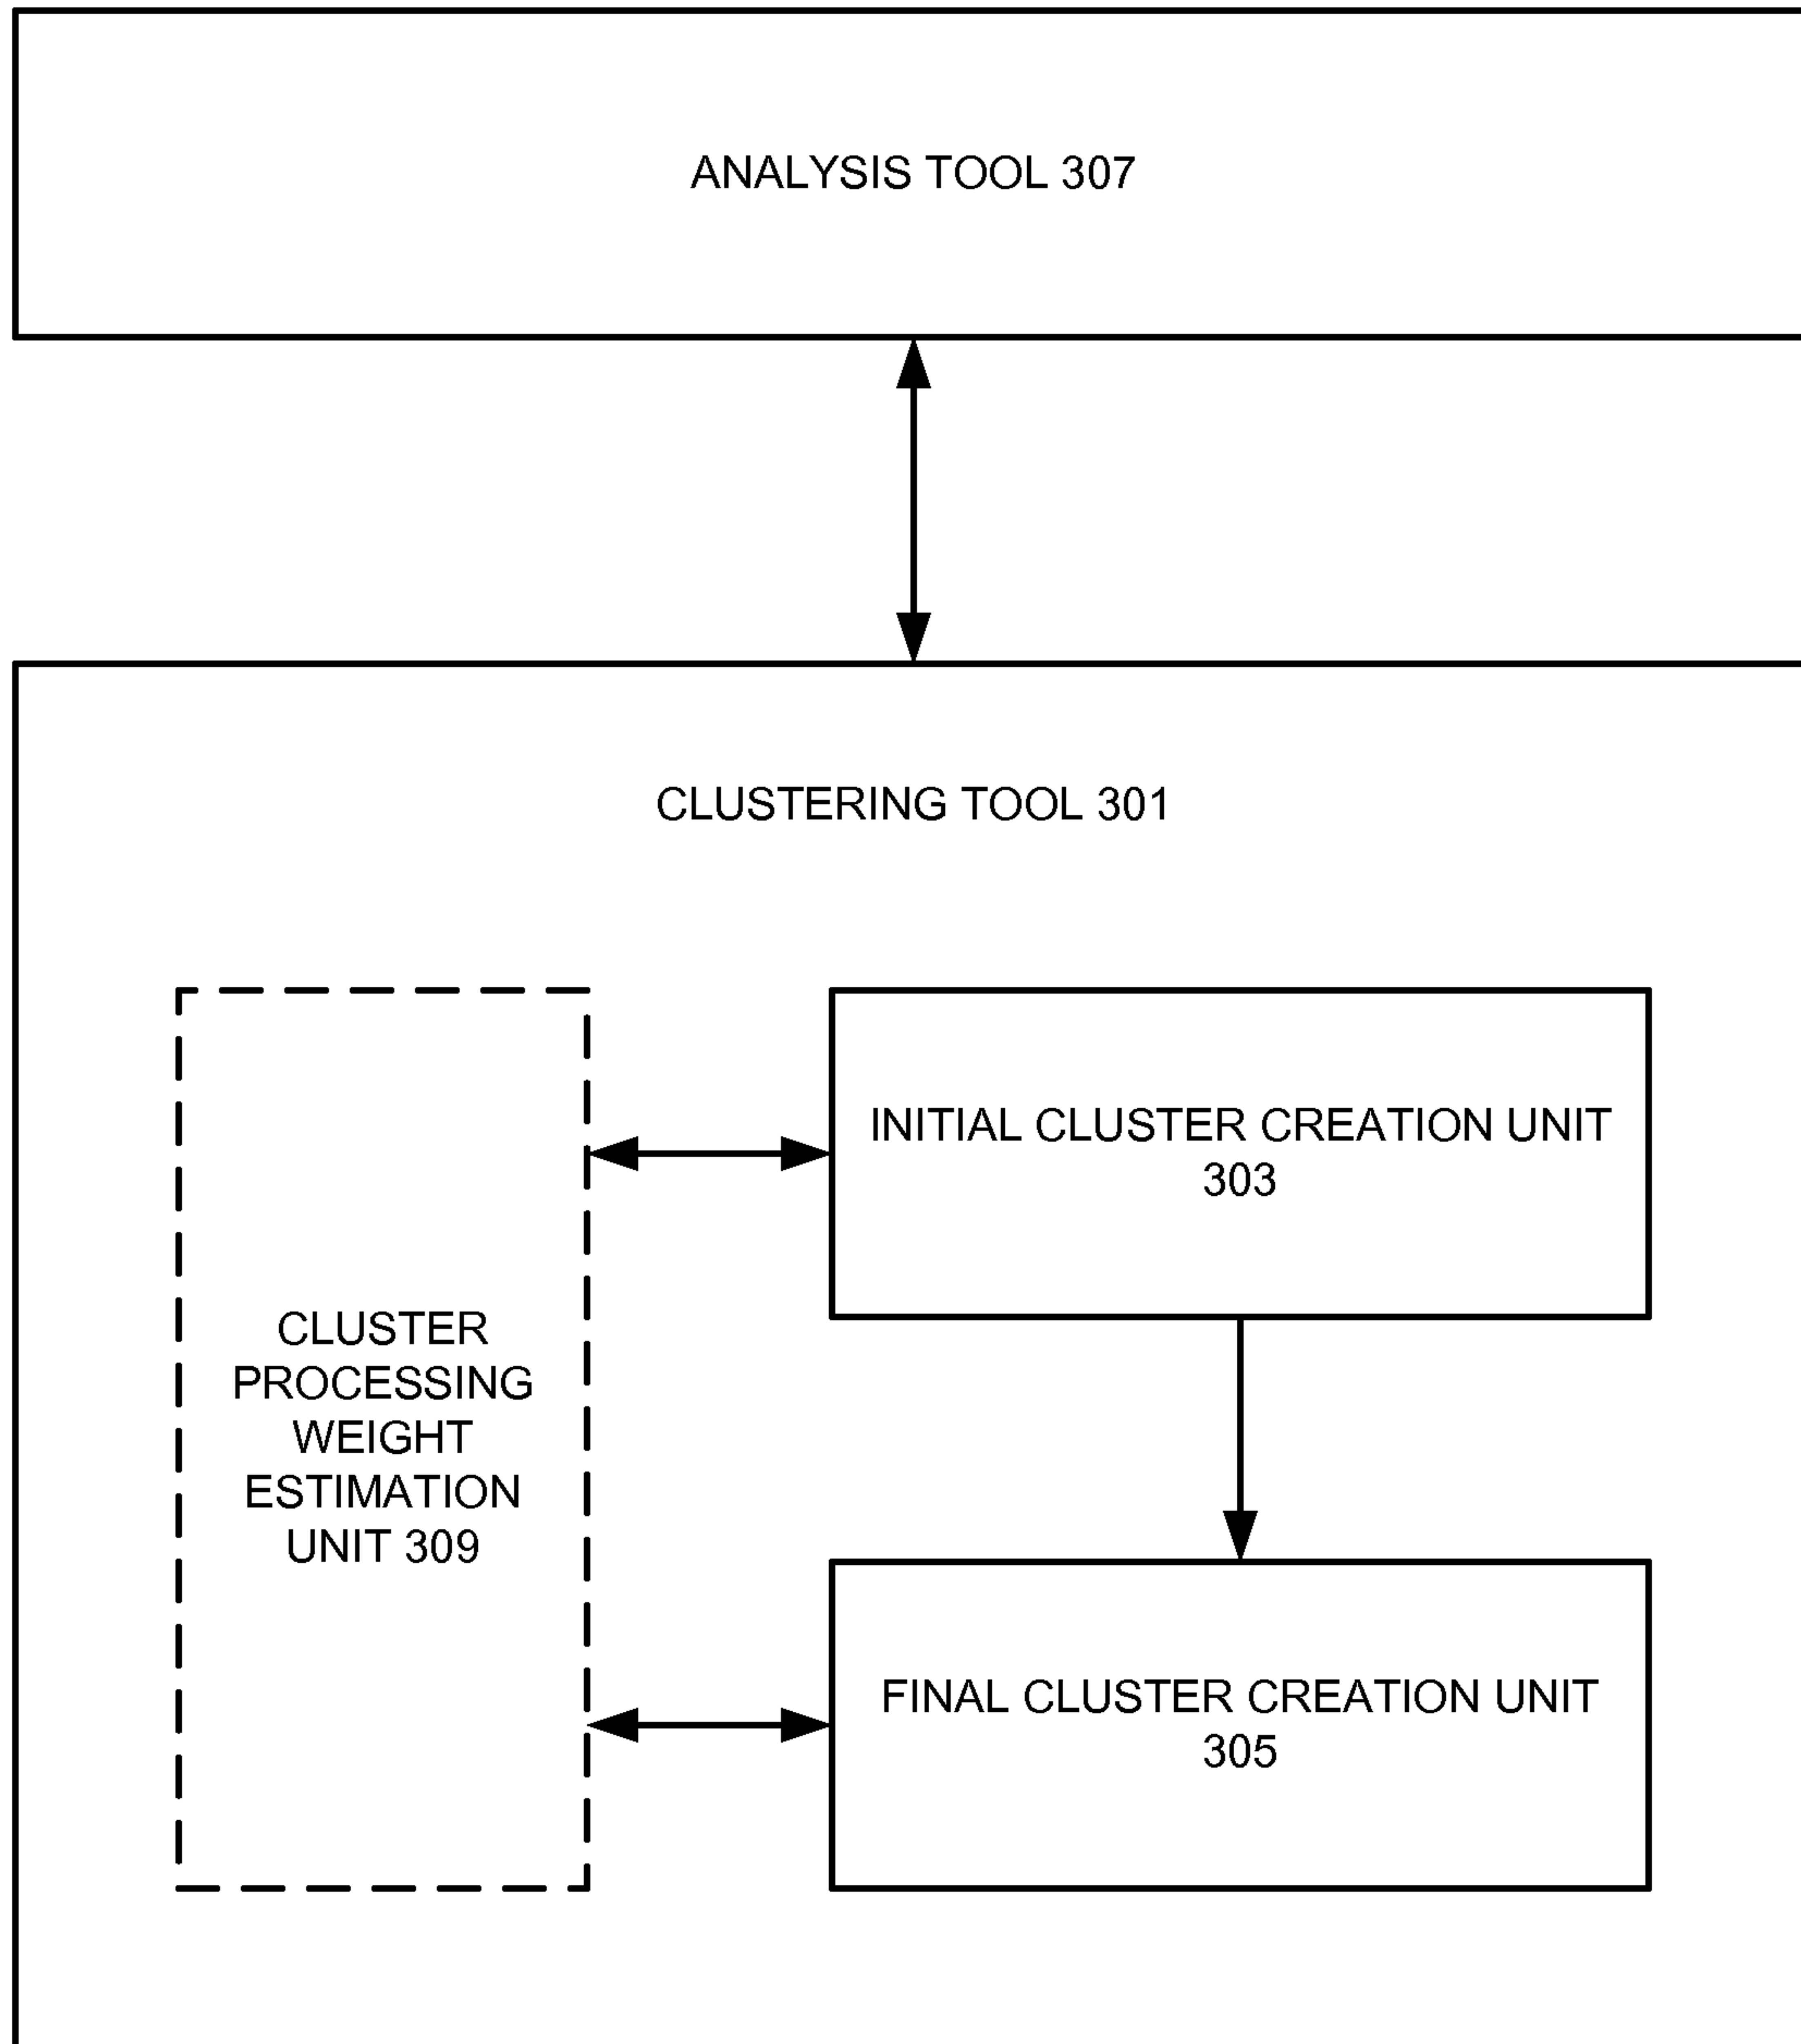 ANALYSIS TOOL 307
CLUSTERING TOOL 301
INITIAL CLUSTER CREATION UNIT
303
CLUSTER
PROCESSING
WEIGHT
ESTIMATION
UNIT 309
FINAL CLUSTER CREATION UNIT
305